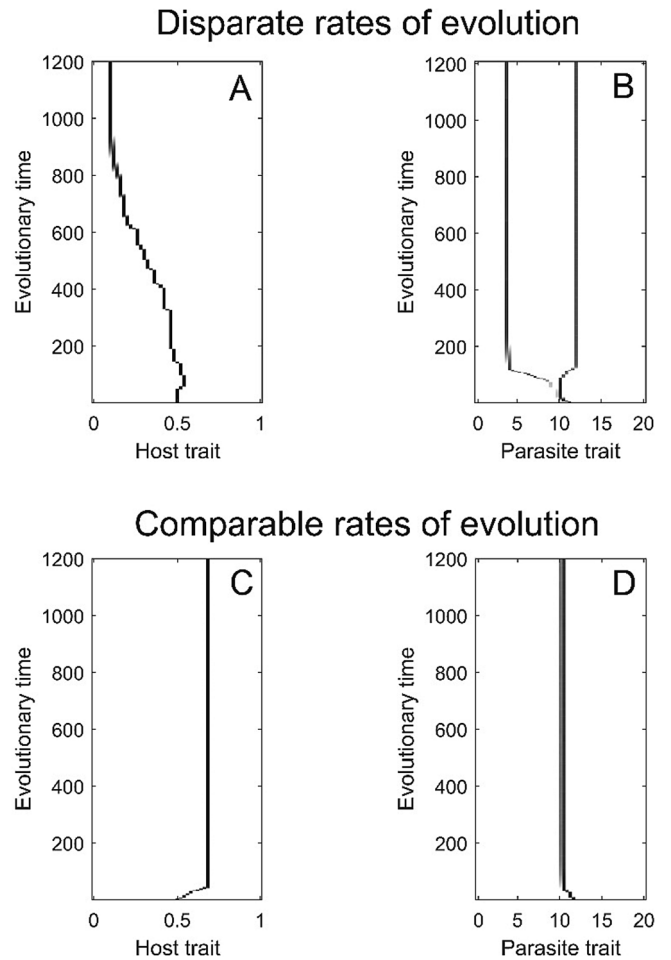 Disparate rates of evolution
A
Evolutionary time
1200
1000
800
600
400
200
0
0.5
1
Host trait
B
Evolutionary time
1200
1000
800
600
400
200
0
5
10
15
20
Parasite trait
Comparable rates of evolution
C
Evolutionary time
1200
1000
800
600
400
200
0
0.5
1
Host trait
D
Evolutionary time
1200
1000
800
600
400
200
0
5
10
15
20
Parasite trait